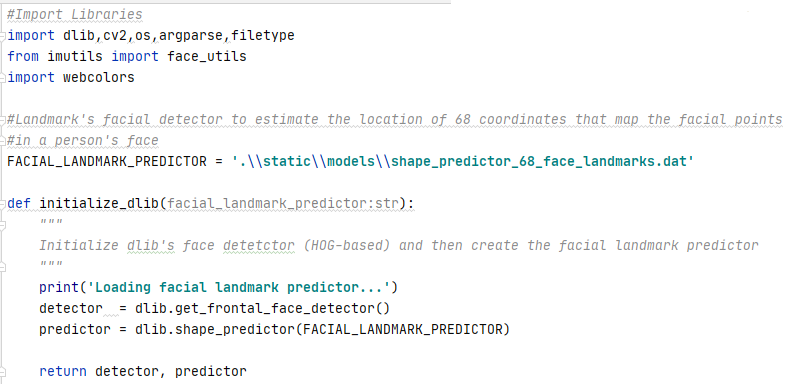 #Import Libraries
import dlib,cv2,os,argparse,filetype
from imutils import face_utils
import webcolors
#Landmark's facial detector to estimate the location of 68 coordinates that map the facial points
#in a person's face
FACIAL_LANDMARK_PREDICTOR = '.\\static\\models\\shape_predictor_68_face_landmarks.dat'
def initialize_dlib(facial_landmark_predictor:str):
    """
    Initialize dlib's face detetctor (HOG-based) and then create the facial landmark predictor
    """
    print('Loading facial landmark predictor...')
    detector  = dlib.get_frontal_face_detector()
    predictor = dlib.shape_predictor(FACIAL_LANDMARK_PREDICTOR)
    return detector, predictor